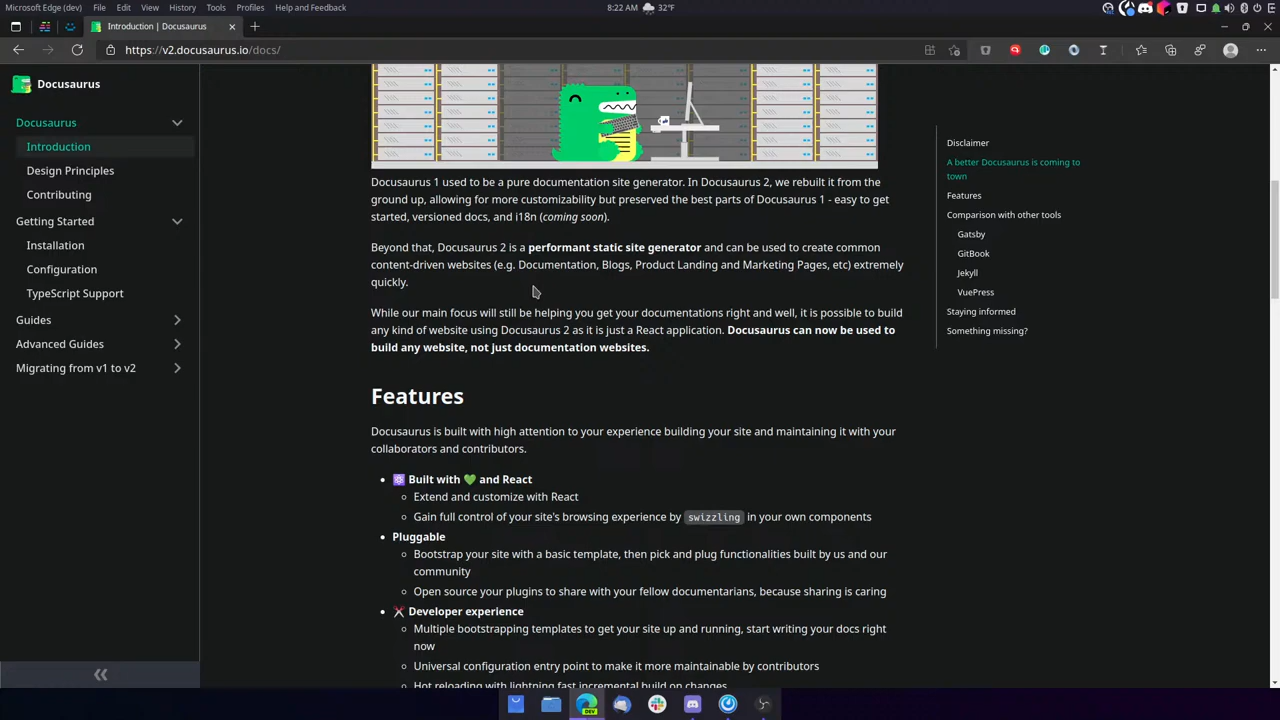 Microsoft Edge (Dev) File Edit View History Tools Profiles Help and Feedback 8:22 AM 32°F
Introduction | Docusaurus
https://v2.docusaurus.io/docs/
Docusaurus
Docusaurus
Introduction
Design Principles
Contributing
Getting Started
Installation
Configuration
TypeScript Support
Guides
Advanced Guides
Migrating from v1 to v2
Docusaurus 1 used to be a pure documentation site generator. In Docusaurus 2, we rebuilt it from the
ground up, allowing for more customizability but preserved the best parts of Docusaurus 1 - easy to get
started, versioned docs, and i18n (coming soon).
Beyond that, Docusaurus 2 is a performant static site generator and can be used to create common
content-driven websites (e.g. Documentation, Blogs, Product Landing and Marketing Pages, etc) extremely
quickly.
While our main focus will still be helping you get your documentations right and well, it is possible to build
any kind of website using Docusaurus 2 as it is just a React application. Docusaurus can now be used to
build any website, not just documentation websites.
Features
Docusaurus is built with high attention to your experience building your site and maintaining it with your
collaborators and contributors.
• ⚛️ Built with 💚 and React
Extend and customize with React
Gain full control of your site's browsing experience by swizzling in your own components
• Pluggable
Bootstrap your site with a basic template, then pick and plug functionalities built by us and our
community
Open source your plugins to share with your fellow documentarians, because sharing is caring
• ✂️ Developer experience
Multiple bootstrapping templates to get your site up and running, start writing your docs right
now
Universal configuration entry point to make it more maintainable by contributors
Hot reloading with lightning fast incremental build on changes
Disclaimer
A better Docusaurus is coming to
town
Features
Comparison with other tools
Gatsby
GitBook
Jekyll
VuePress
Staying informed
Something missing?
DEV